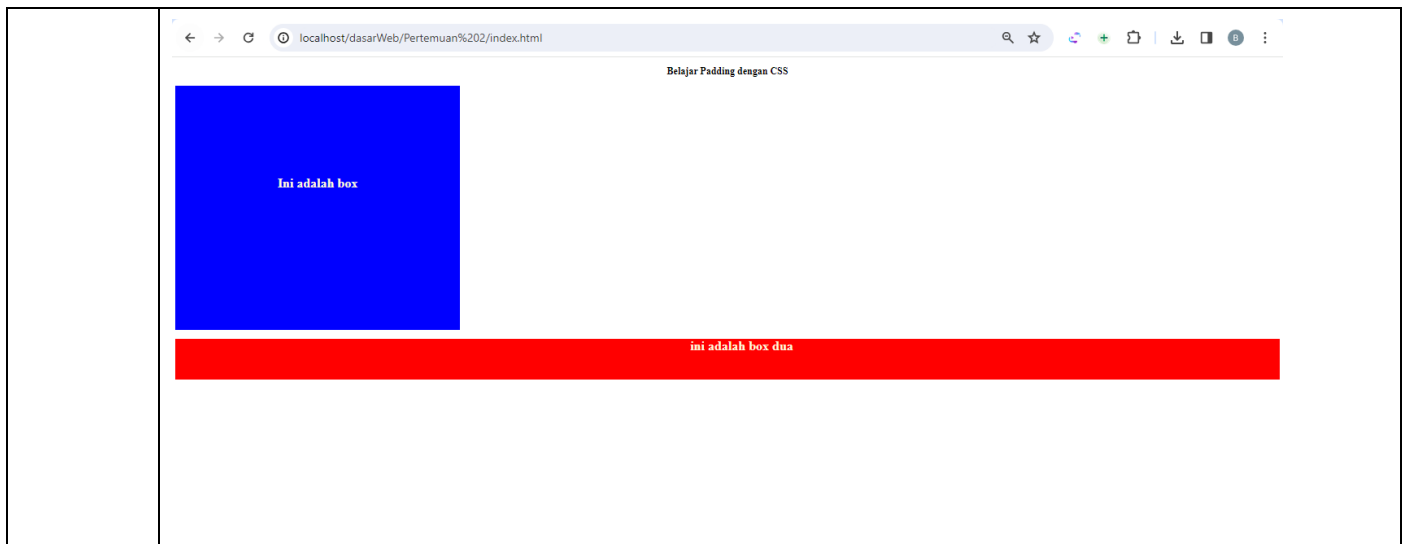 localhost/dasarWeb/Pertemuan%202/index.html
B
Belajar Padding dengan CSS
Ini adalah box
ini adalah box dua